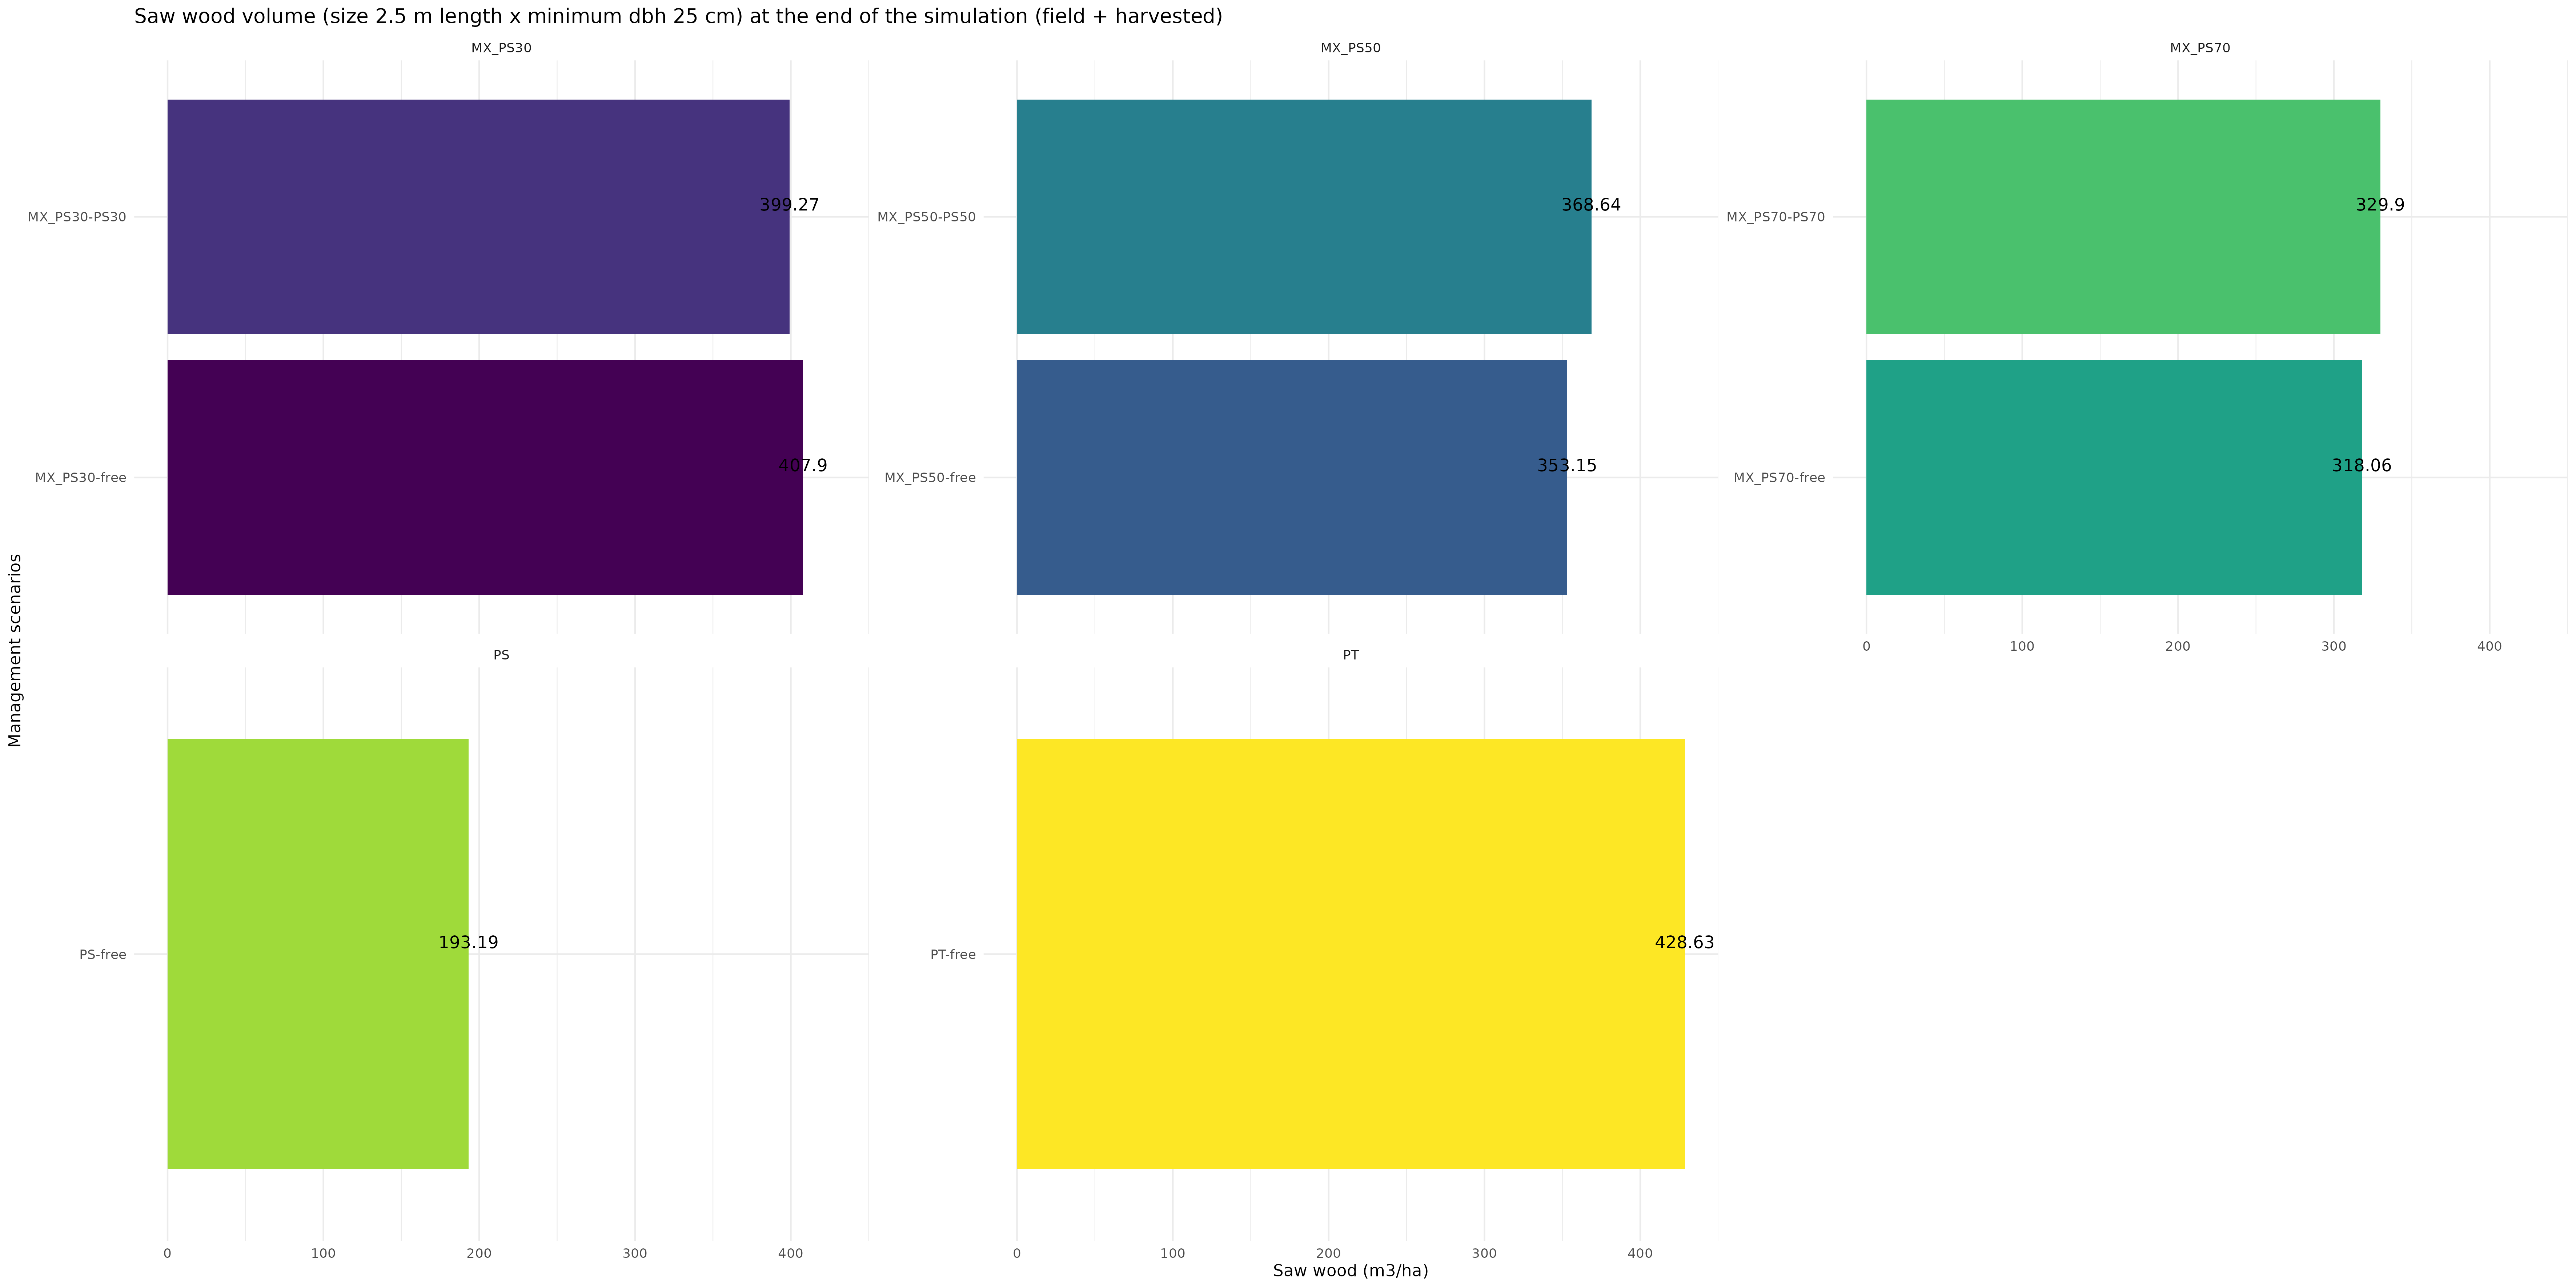 Saw wood volume (size 2.5 m length x minimum dbh 25 cm) at the end of the simulation (field + harvested)
MX_PS30
MX_PS50
MX_PS70
MX_PS30-PS30
399.27
MX_PS50-PS50
368.64
MX_PS70-PS70
329.9
MX_PS30-free
407.9
MX_PS50-free
353.15
MX_PS70-free
318.06
0 100 200 300 400
Management scenarios
PS
PT
PS-free
193.19
PT-free
428.63
0 100 200 300 400
0 100 200 300 400
Saw wood (m3/ha)